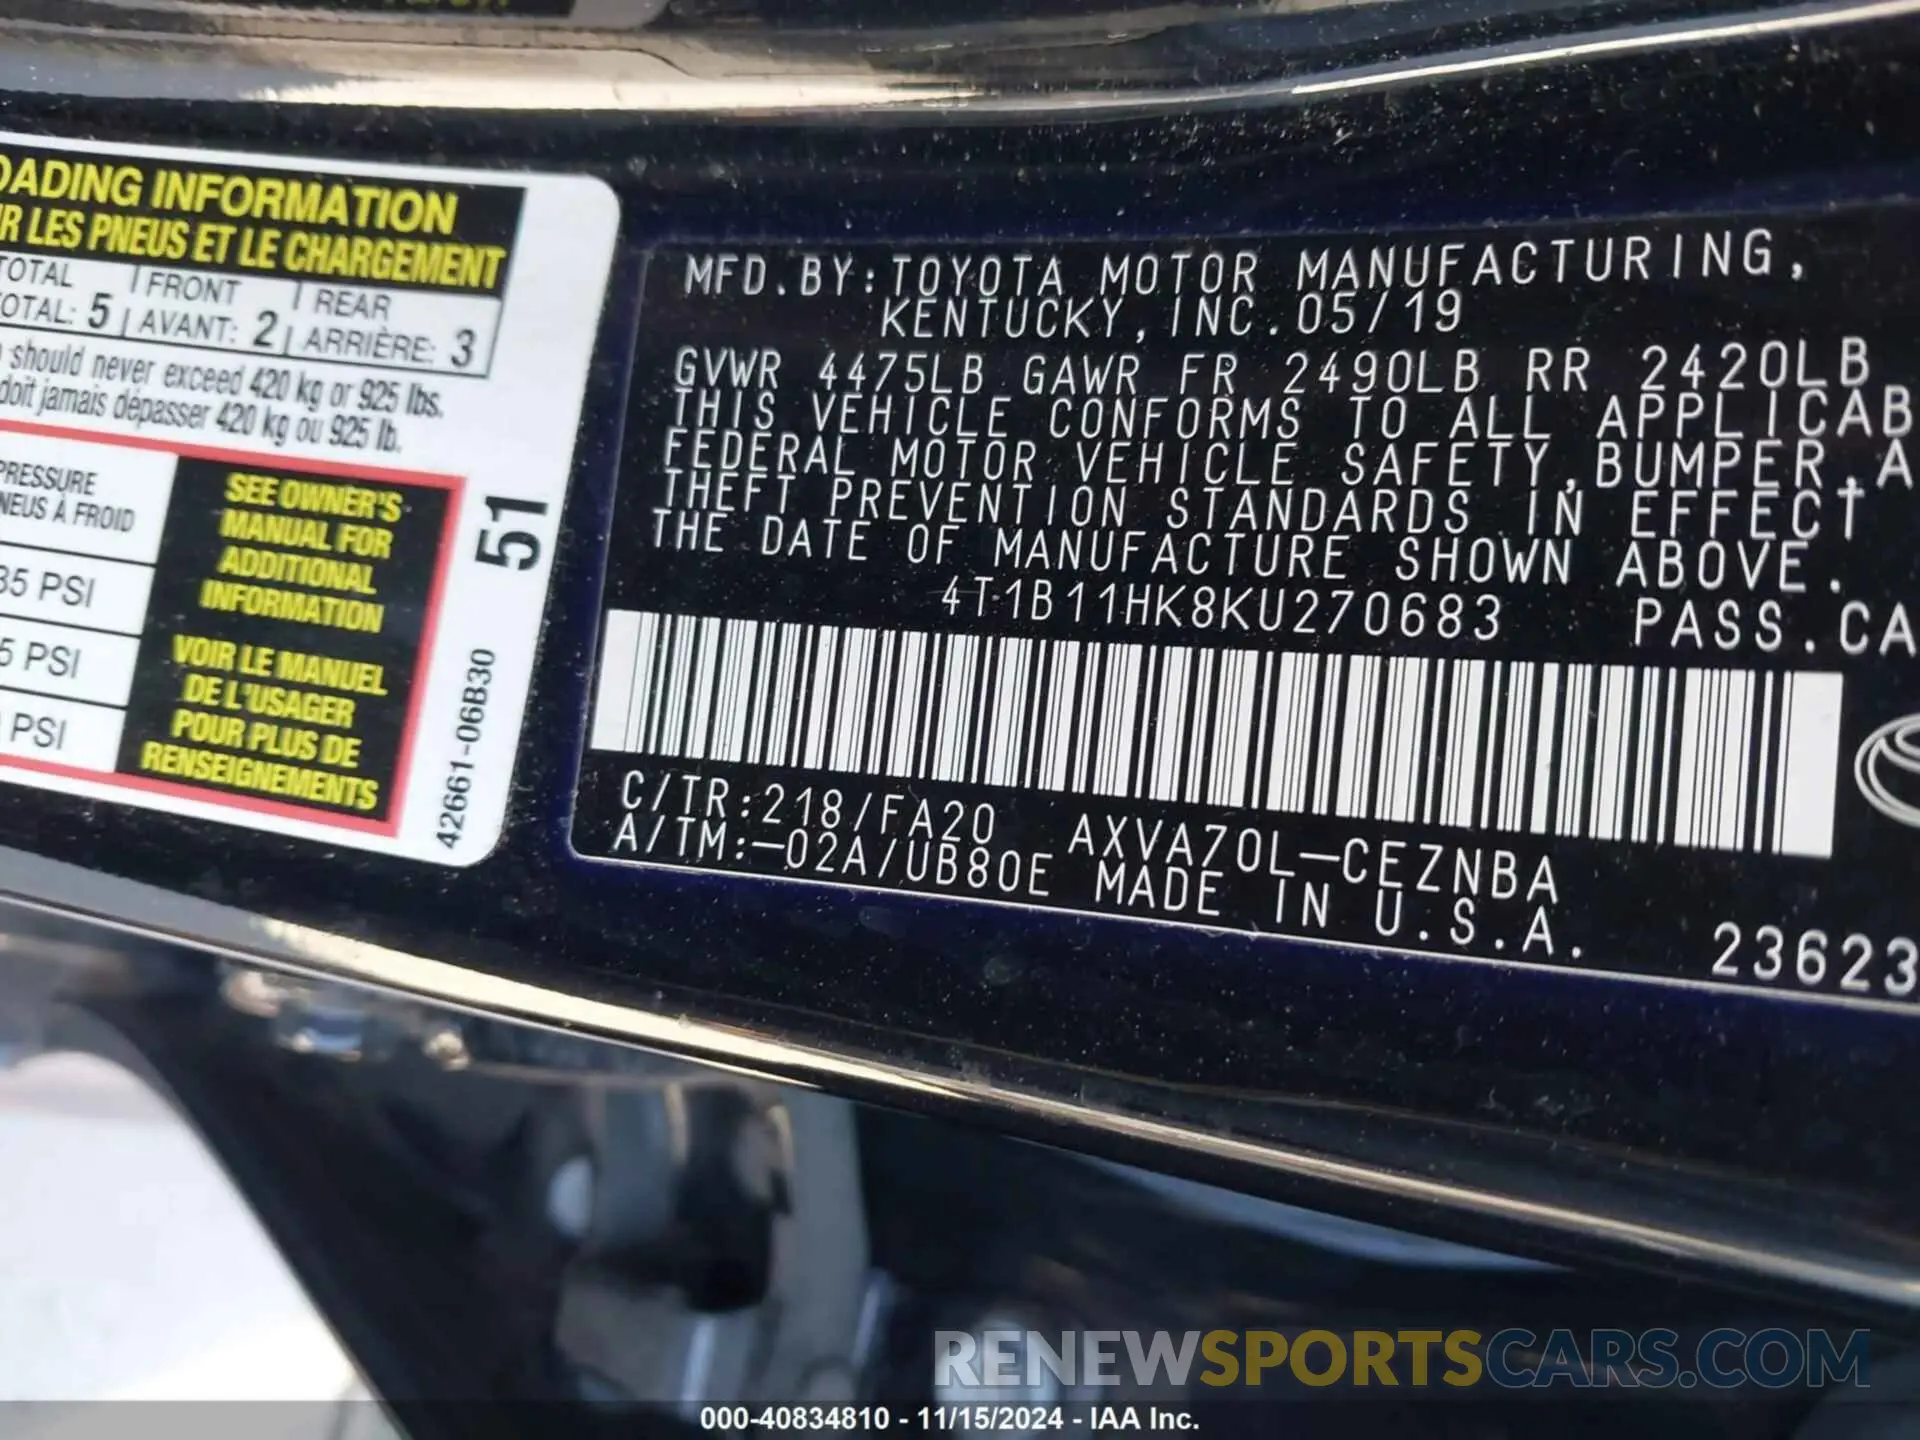 OADING INFORMATION
R LES PNEUS ET LE CHARGEMENT
TOTAL FRONT REAR
OTAL: 5 AVANT: 2 ARRIÈRE: 3
should never exceed 420 kg or 925 lbs.
doit jamais dépasser 420 kg ou 925 lb.
PRESSURE
NEUS À FROID
35 PSI
5 PSI
PSI
SEE OWNER'S
MANUAL FOR
ADDITIONAL
INFORMATION
VOIR LE MANUEL
DE L'USAGER
POUR PLUS DE
RENSEIGNEMENTS
51
42661-06B30
MFD.BY:TOYOTA MOTOR MANUFACTURING,
KENTUCKY,INC.05/19
GVWR 4475LB GAWR FR 2490LB RR 2420LB
THIS VEHICLE CONFORMS TO ALL APPLICAB
FEDERAL MOTOR VEHICLE SAFETY,BUMPER,A
THEFT PREVENTION STANDARDS IN EFFECT
THE DATE OF MANUFACTURE SHOWN ABOVE.
4T1B11HK8KU270683 PASS.CA
C/TR:218/FA20 AXVA70L-CEZNBA
A/TM:-02A/UB80E MADE IN U.S.A.
23623
RENEWSPORTSCARS.COM
000-40834810 - 11/15/2024 - IAA Inc.